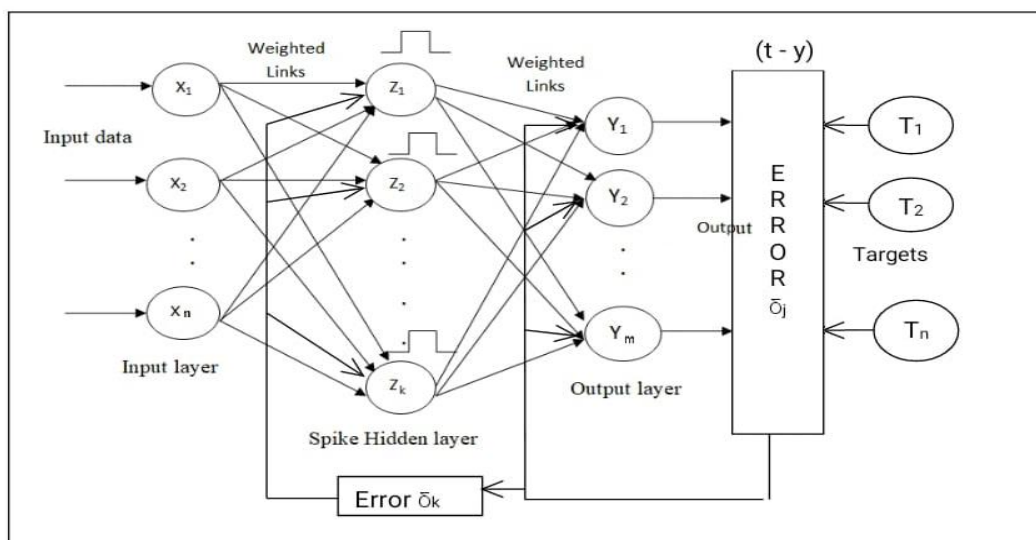 (t - y)
Weighted
Links
Weighted
Links
X1
Z1
Y1
T1
Input data
X2
Z2
Y2
T2
Output
E
R
R
O
R
δj
Targets
Xn
Zk
Ym
Tn
Input layer
Output layer
Spike Hidden layer
Error δk